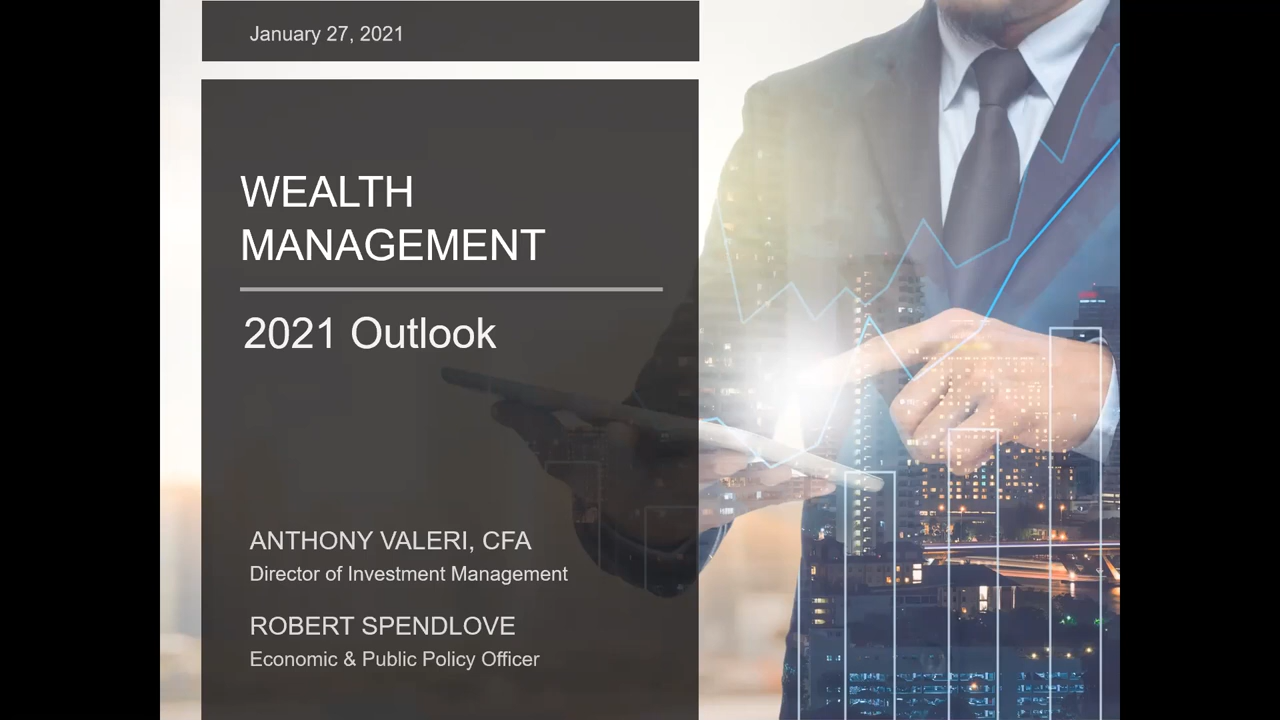 January 27, 2021
WEALTH
MANAGEMENT
2021 Outlook
ANTHONY VALERI, CFA
Director of Investment Management
ROBERT SPENDLOVE
Economic & Public Policy Officer